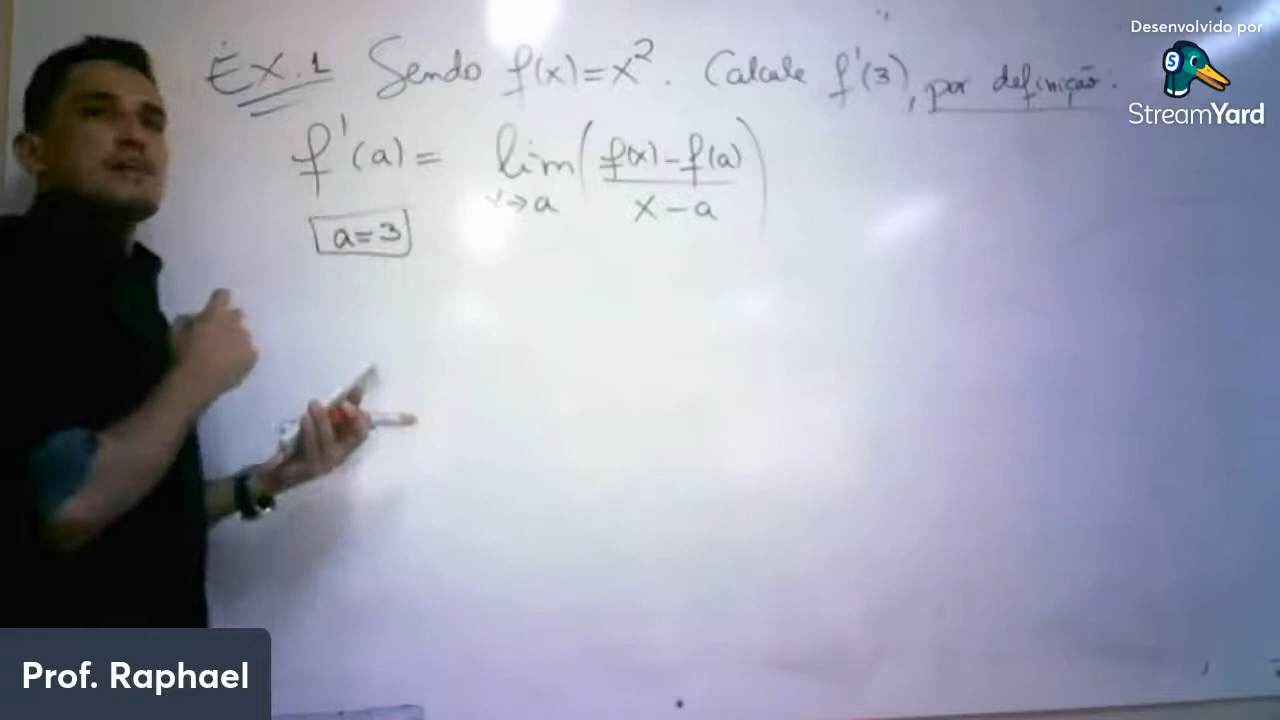 Desenvolvido por
StreamYard
Ex.1 Sendo f(x)=x². Calcule f'(3), por definição:
f'(a) = lim x→a ( f(x) - f(a) / x - a )
a=3
Prof. Raphael